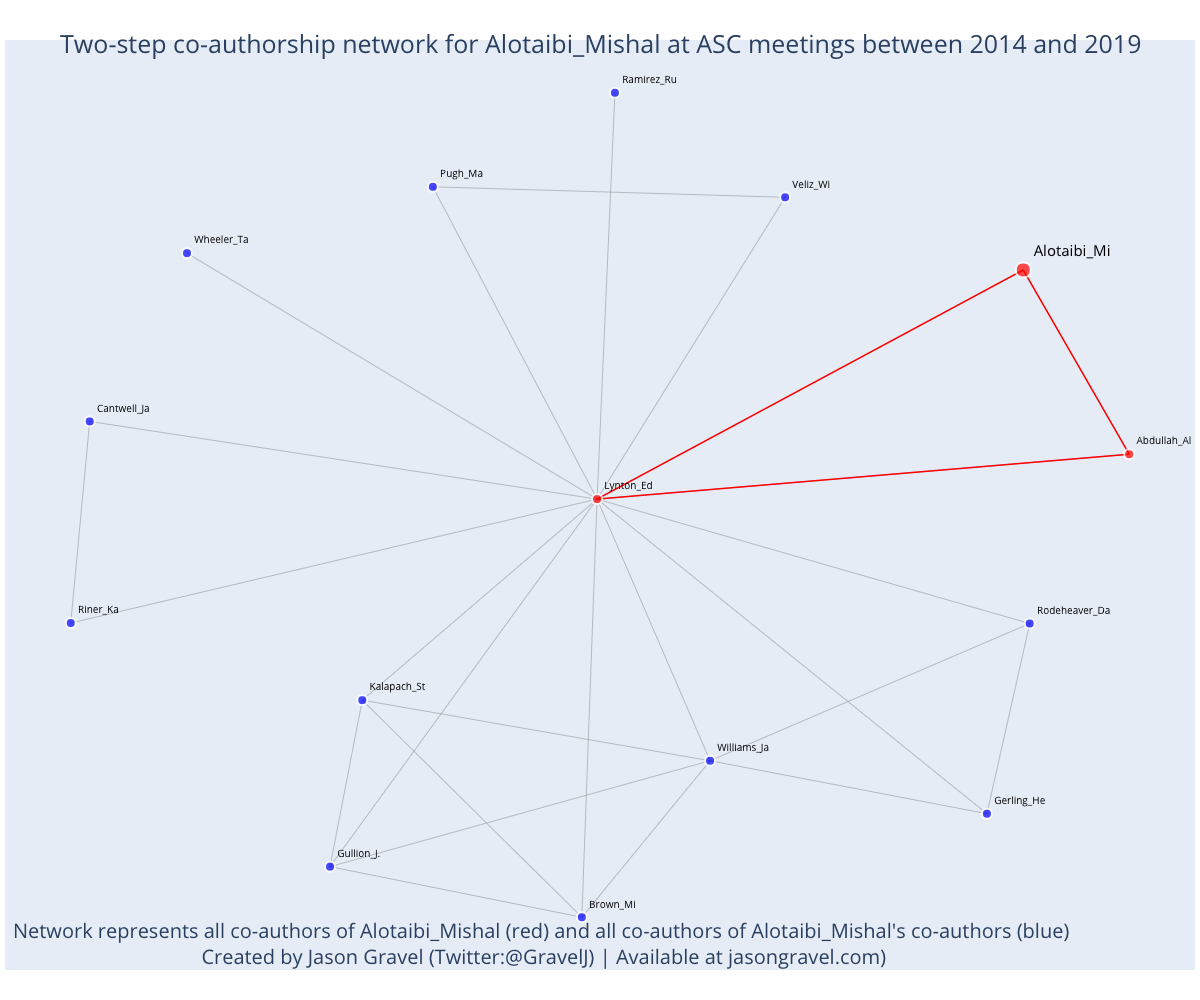 Two-step co-authorship network for Alotaibi_Mishal at ASC meetings between 2014 and 2019
Ramirez_Ru
Pugh_Ma
Veliz_Wi
Wheeler_Ta
Alotaibi_Mi
Cantwell_Ja
Abdullah_Al
Lynton_Ed
Riner_Ka
Rodeheaver_Da
Kalapach_St
Williams_Ja
Gerling_He
Gullion_J.
Brown_Mi
Network represents all co-authors of Alotaibi_Mishal (red) and all co-authors of Alotaibi_Mishal's co-authors (blue)
Created by Jason Gravel (Twitter:@GravelJ) | Available at jasongravel.com)